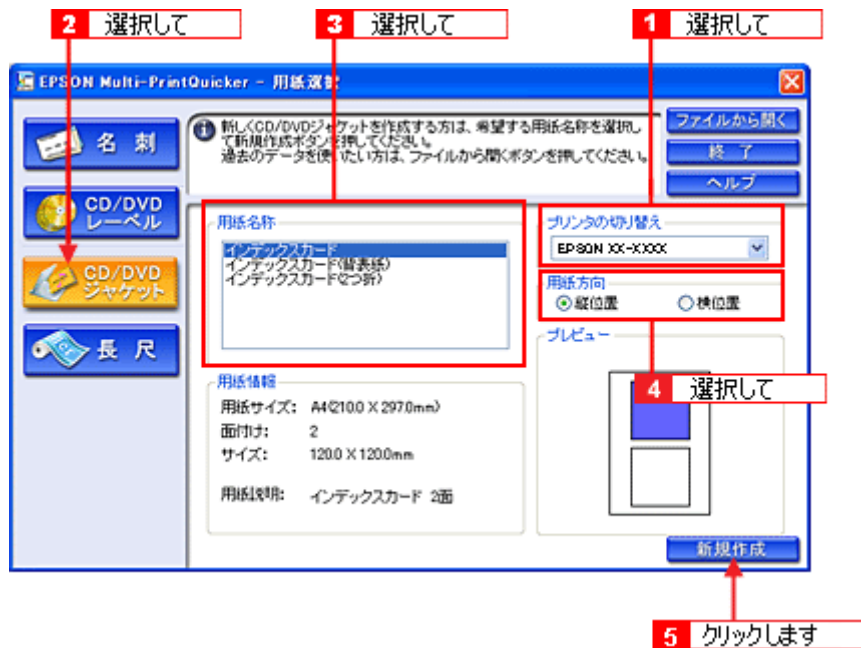 2 選択して
3 選択して
1 選択して
EPSON Multi-PrintQuicker - 用紙選択
名刺
CD/DVD
レーベル
CD/DVD
ジャケット
長尺
新しくCD/DVDジャケットを作成する方は、希望する用紙名称を選択し
て新規作成ボタンを押してください。
過去のデータを使いたい方は、ファイルから開くボタンを押してください。
ファイルから開く
終了
ヘルプ
用紙名称
インデックスカード
インデックスカード(背表紙)
インデックスカード(2つ折)
プリンタの切り替え
EPSON XX-XXXX
用紙方向
縦位置
横位置
プレビュー
4 選択して
用紙情報
用紙サイズ: A4(210.0 X 297.0mm)
面付け: 2
サイズ: 120.0 X 120.0mm
用紙説明: インデックスカード 2面
新規作成
5 クリックします